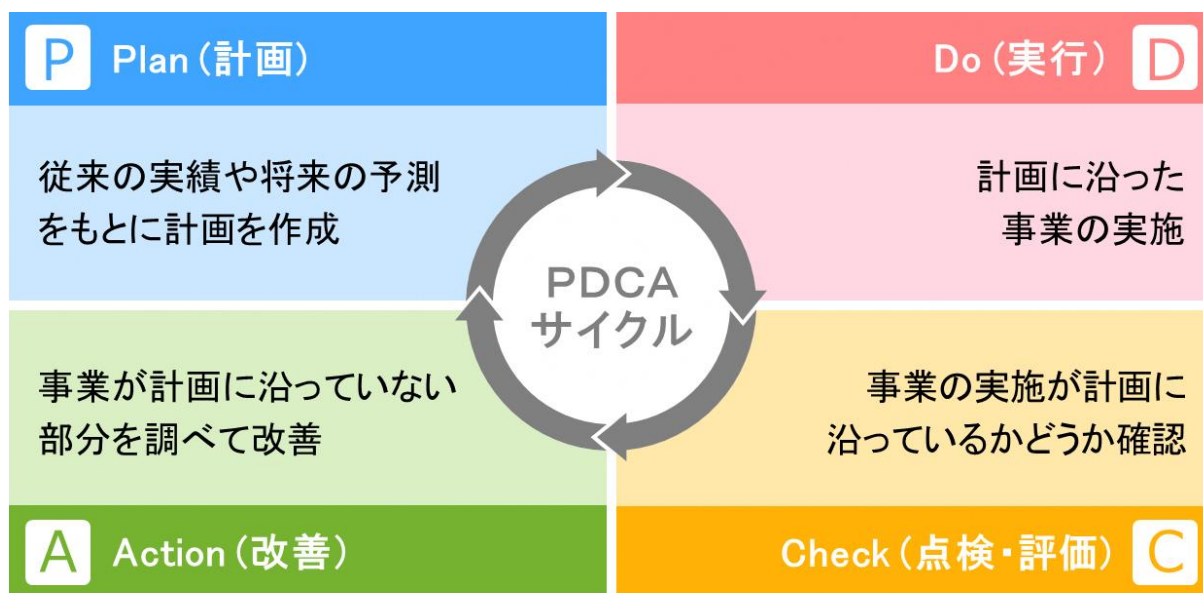 P Plan(計画)
従来の実績や将来の予測
をもとに計画を作成
Do(実行) D
計画に沿った
事業の実施
PDCA
サイクル
事業が計画に沿っていない
部分を調べて改善
A Action(改善)
事業の実施が計画に
沿っているかどうか確認
Check(点検・評価) C